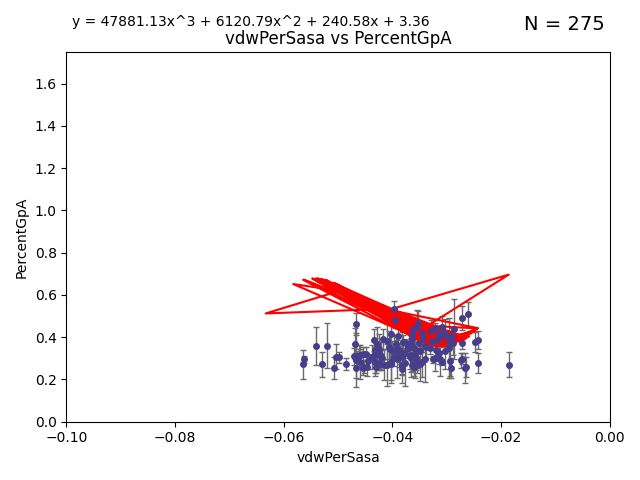 y = 47881.13x^3 + 6120.79x^2 + 240.58x + 3.36
N = 275
vdwPerSasa vs PercentGpA
PercentGpA
1.6
1.4
1.2
1.0
0.8
0.6
0.4
0.2
0.0
−0.10 −0.08 −0.06 −0.04 −0.02 0.00
vdwPerSasa